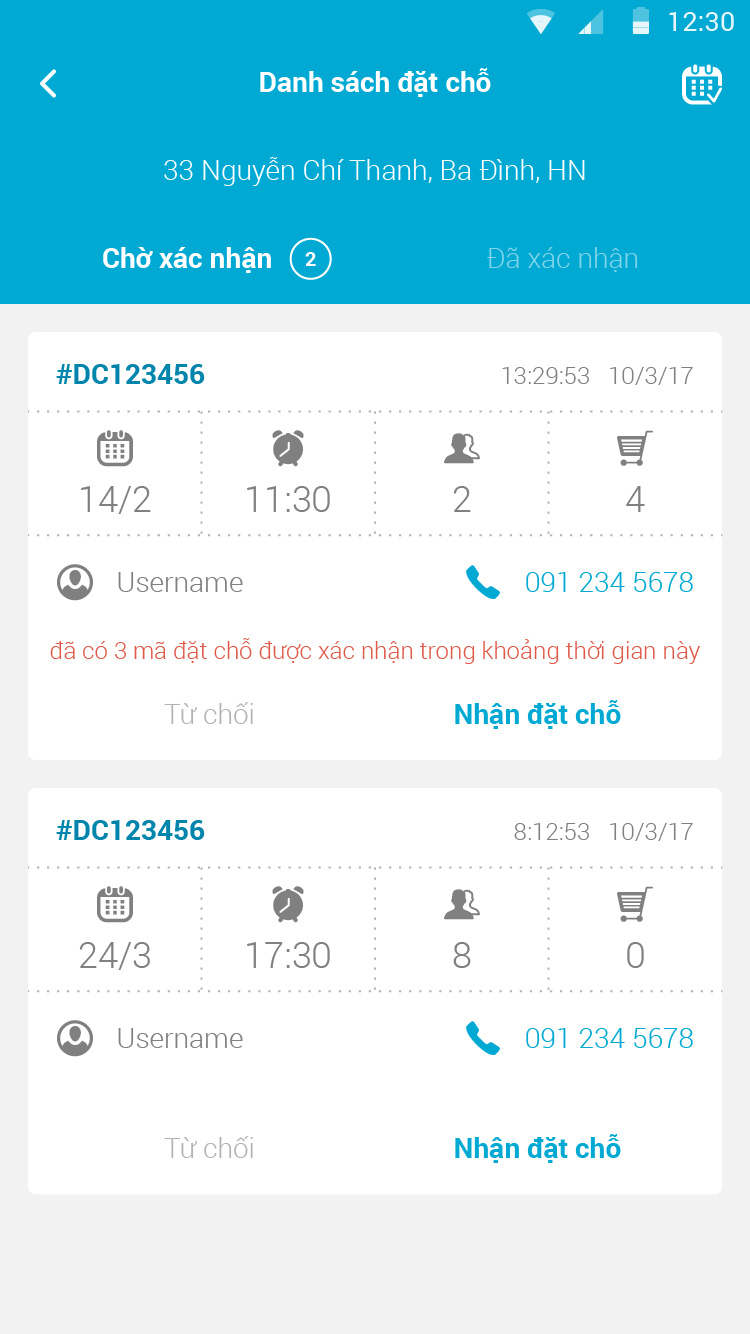 12:30
Danh sách đặt chỗ
33 Nguyễn Chí Thanh, Ba Đình, HN
Chờ xác nhận 2 Đã xác nhận
#DC123456 13:29:53 10/3/17
14/2 11:30 2 4
Username 091 234 5678
đã có 3 mã đặt chỗ được xác nhận trong khoảng thời gian này
Từ chối Nhận đặt chỗ
#DC123456 8:12:53 10/3/17
24/3 17:30 8 0
Username 091 234 5678
Từ chối Nhận đặt chỗ